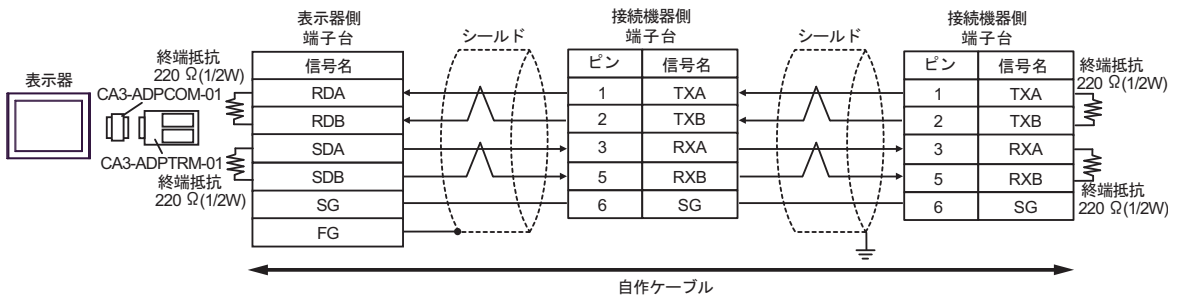 表示器
CA3-ADPCOM-01
CA3-ADPTRM-01
終端抵抗
220 Ω(1/2W)
終端抵抗
220 Ω(1/2W)
表示器側
端子台
信号名
RDA
RDB
SDA
SDB
SG
FG
シールド
接続機器側
端子台
ピン 信号名
1 TXA
2 TXB
3 RXA
5 RXB
6 SG
シールド
接続機器側
端子台
ピン 信号名
1 TXA
2 TXB
3 RXA
5 RXB
6 SG
終端抵抗
220 Ω(1/2W)
終端抵抗
220 Ω(1/2W)
自作ケーブル